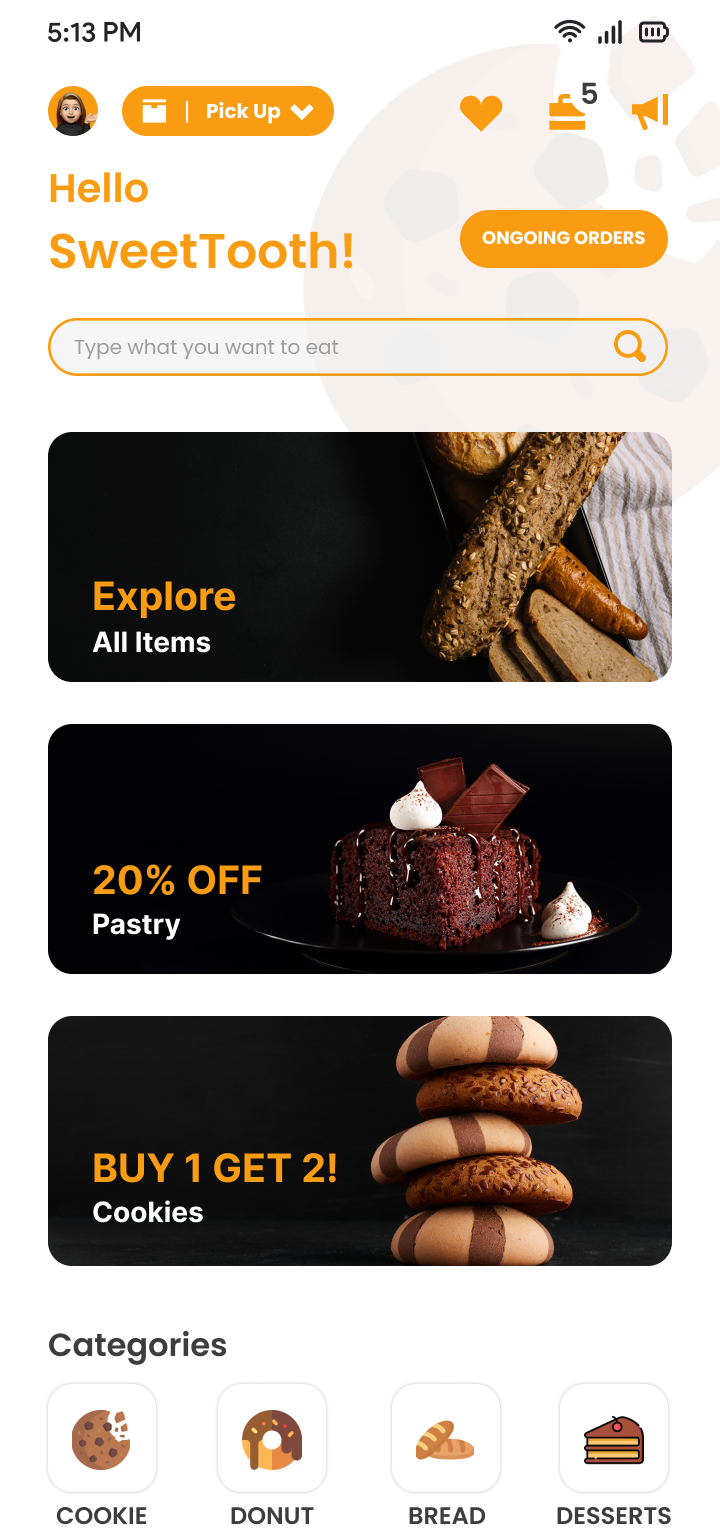 5:13 PM
Pick Up
5
Hello
SweetTooth!
ONGOING ORDERS
Type what you want to eat
Explore
All Items
20% OFF
Pastry
BUY 1 GET 2!
Cookies
Categories
COOKIE DONUT BREAD DESSERTS